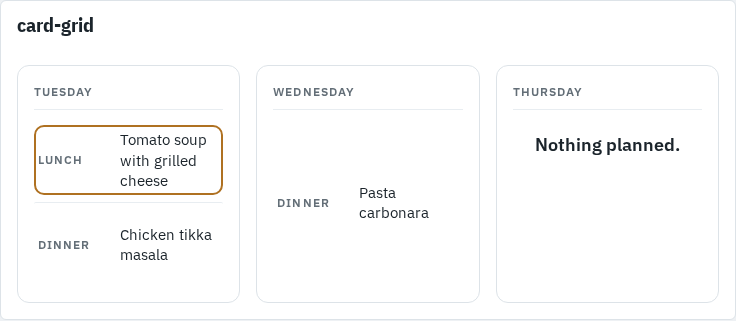 card-grid
TUESDAY
LUNCH
Tomato soup
with grilled
cheese
DINNER
Chicken tikka
masala
WEDNESDAY
DINNER
Pasta
carbonara
THURSDAY
Nothing planned.